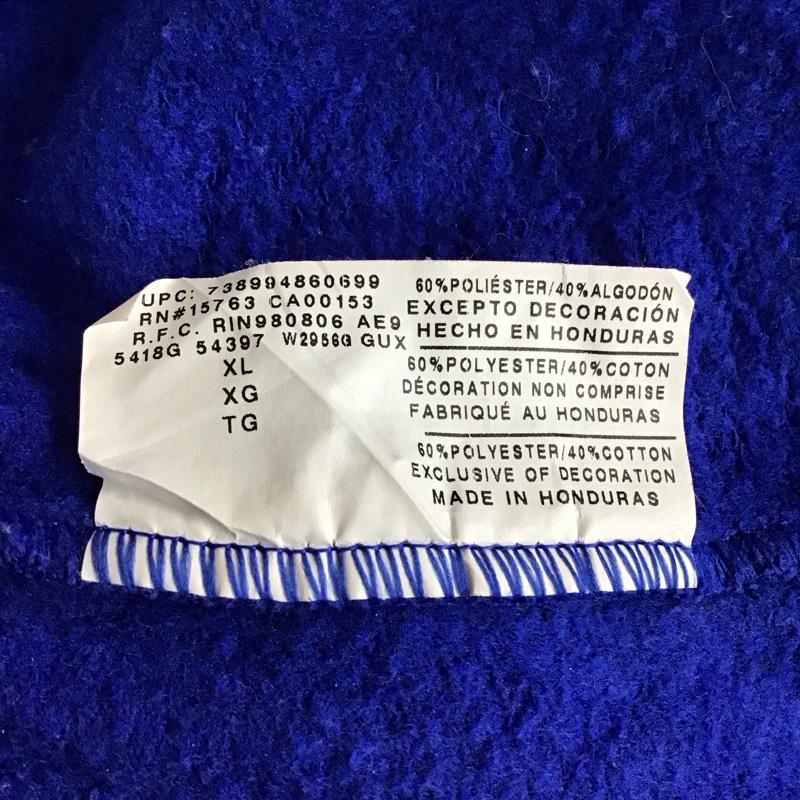 UPC: 738994860699
RN#15763 CA00153
R.F.C. RIN980806 AE9
5418G 54397 W2956G GUX
XL
XG
TG
60%POLIÉSTER/40%ALGODÓN
EXCEPTO DECORACIÓN
HECHO EN HONDURAS
60%POLYESTER/40%COTON
DÉCORATION NON COMPRISE
FABRIQUÉ AU HONDURAS
60%POLYESTER/40%COTTON
EXCLUSIVE OF DECORATION
MADE IN HONDURAS